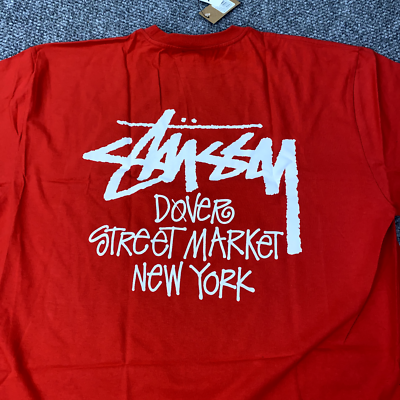 Stüssy
DOVER
STREET MARKET
NEW YORK